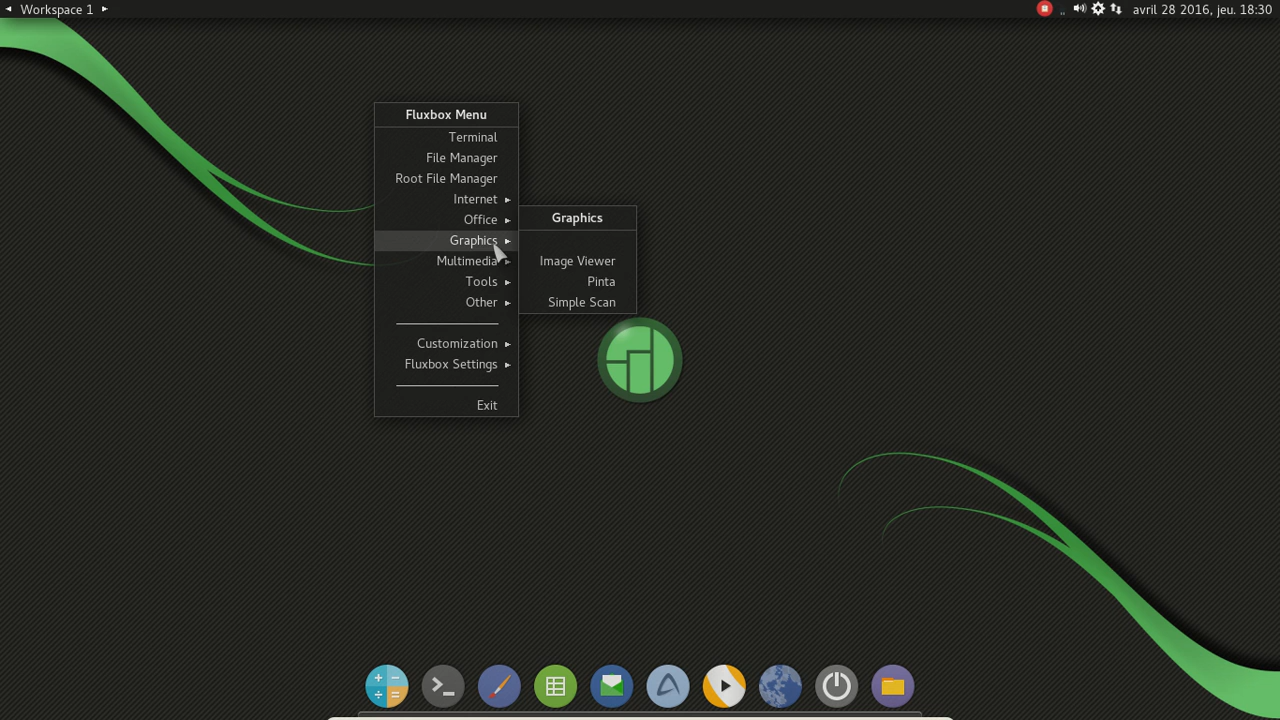 Workspace 1
avril 28 2016, jeu. 18:30
Fluxbox Menu
Terminal
File Manager
Root File Manager
Internet
Office
Graphics
Multimedia
Tools
Other
Customization
Fluxbox Settings
Exit
Graphics
Image Viewer
Pinta
Simple Scan